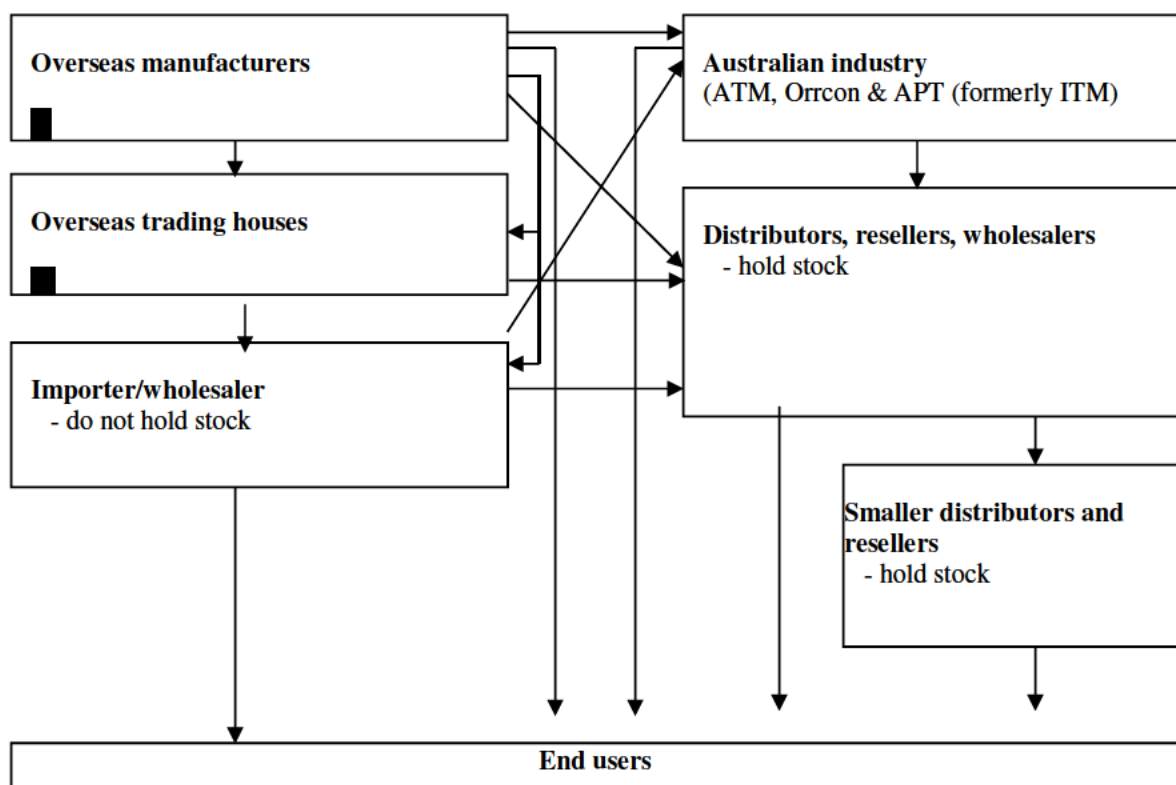 Overseas manufacturers
Australian industry
(ATM, Orrcon & APT (formerly ITM)
Overseas trading houses
Distributors, resellers, wholesalers
- hold stock
Importer/wholesaler
- do not hold stock
Smaller distributors and
resellers
- hold stock
End users